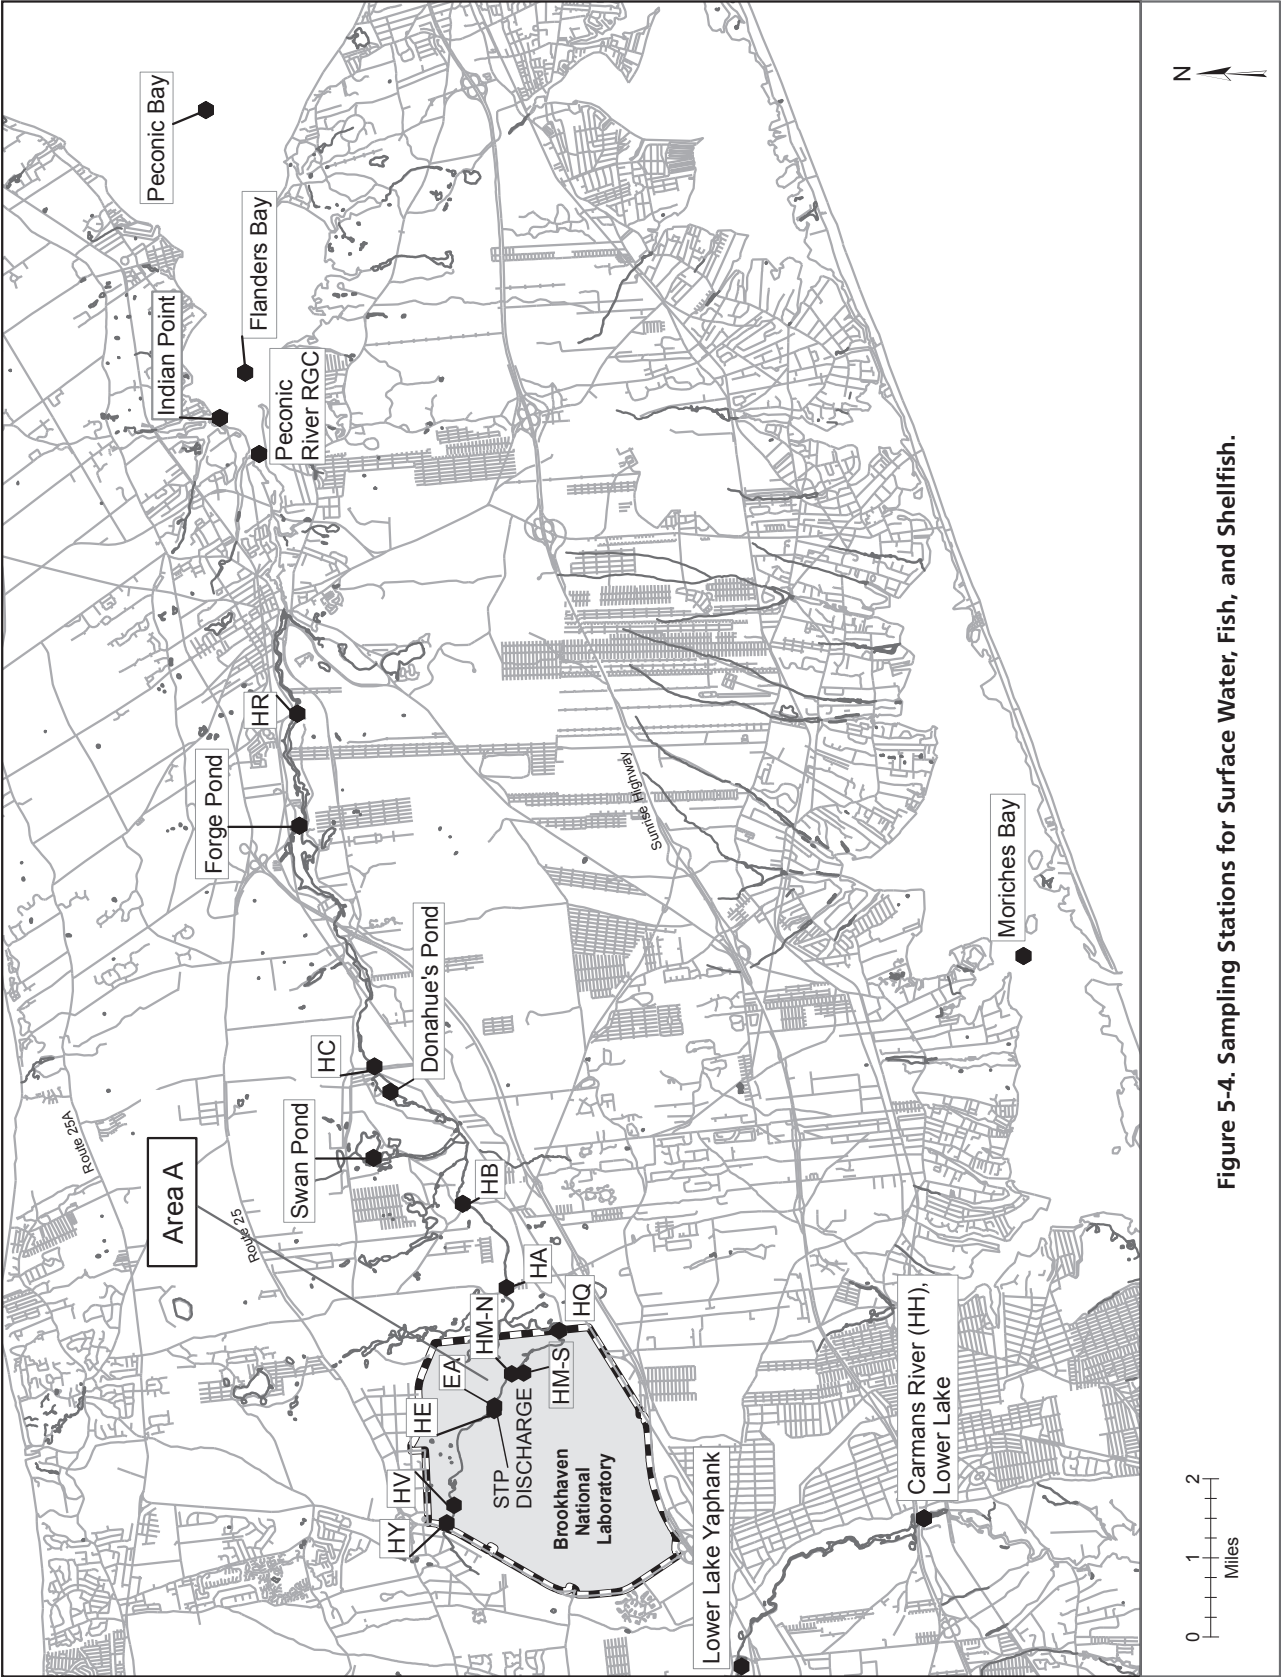 Peconic Bay
Flanders Bay
Indian Point
Peconic
River RGC
HR
Forge Pond
Donahue's Pond
HC
Swan Pond
Area A
Route 25A
Route 25
HB
HA
HM-N
HQ
EA
HM-S
HE
STP
DISCHARGE
HV
HY
Brookhaven
National
Laboratory
Sunrise Highway
Moriches Bay
Carmans River (HH),
Lower Lake
Lower Lake Yaphank
N
0 1 2
Miles
Figure 5-4. Sampling Stations for Surface Water, Fish, and Shellfish.